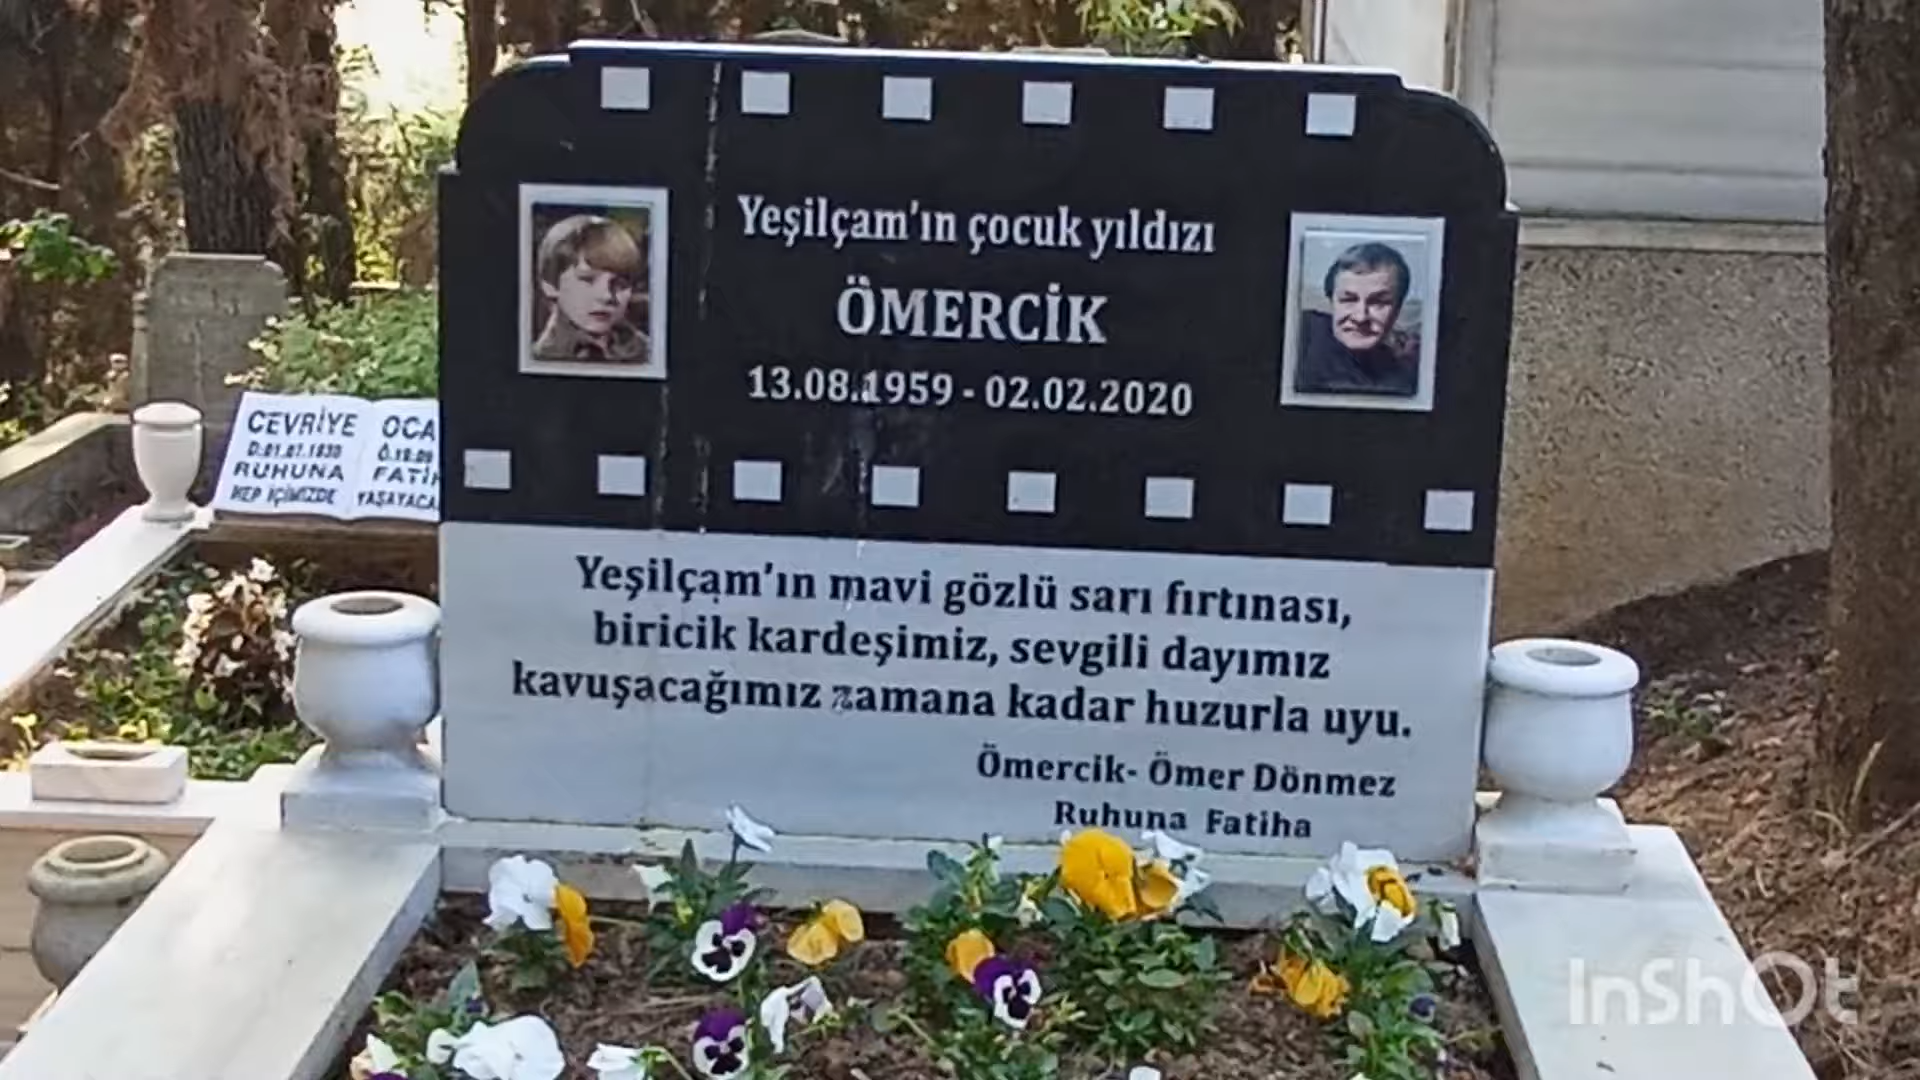 Yeşilçam'ın çocuk yıldızı
ÖMERCİK
13.08.1959 - 02.02.2020
Yeşilçam'ın mavi gözlü sarı fırtınası,
biricik kardeşimiz, sevgili dayımız
kavuşacağımız zamana kadar huzurla uyu.
Ömercik- Ömer Dönmez
Ruhuna Fatiha
CEVRİYE OCA
RUHUNA FATİH
HEP İÇİMİZDE YAŞAYACA
InShOt